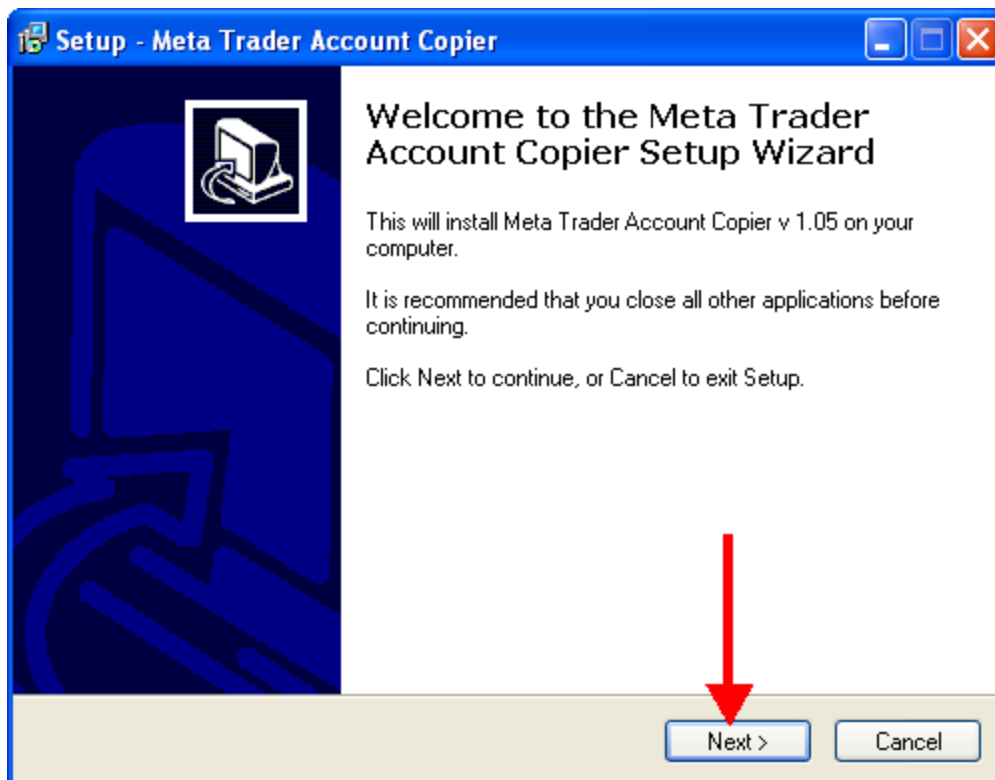 Setup - Meta Trader Account Copier
Welcome to the Meta Trader
Account Copier Setup Wizard
This will install Meta Trader Account Copier v 1.05 on your
computer.
It is recommended that you close all other applications before
continuing.
Click Next to continue, or Cancel to exit Setup.
Next >
Cancel